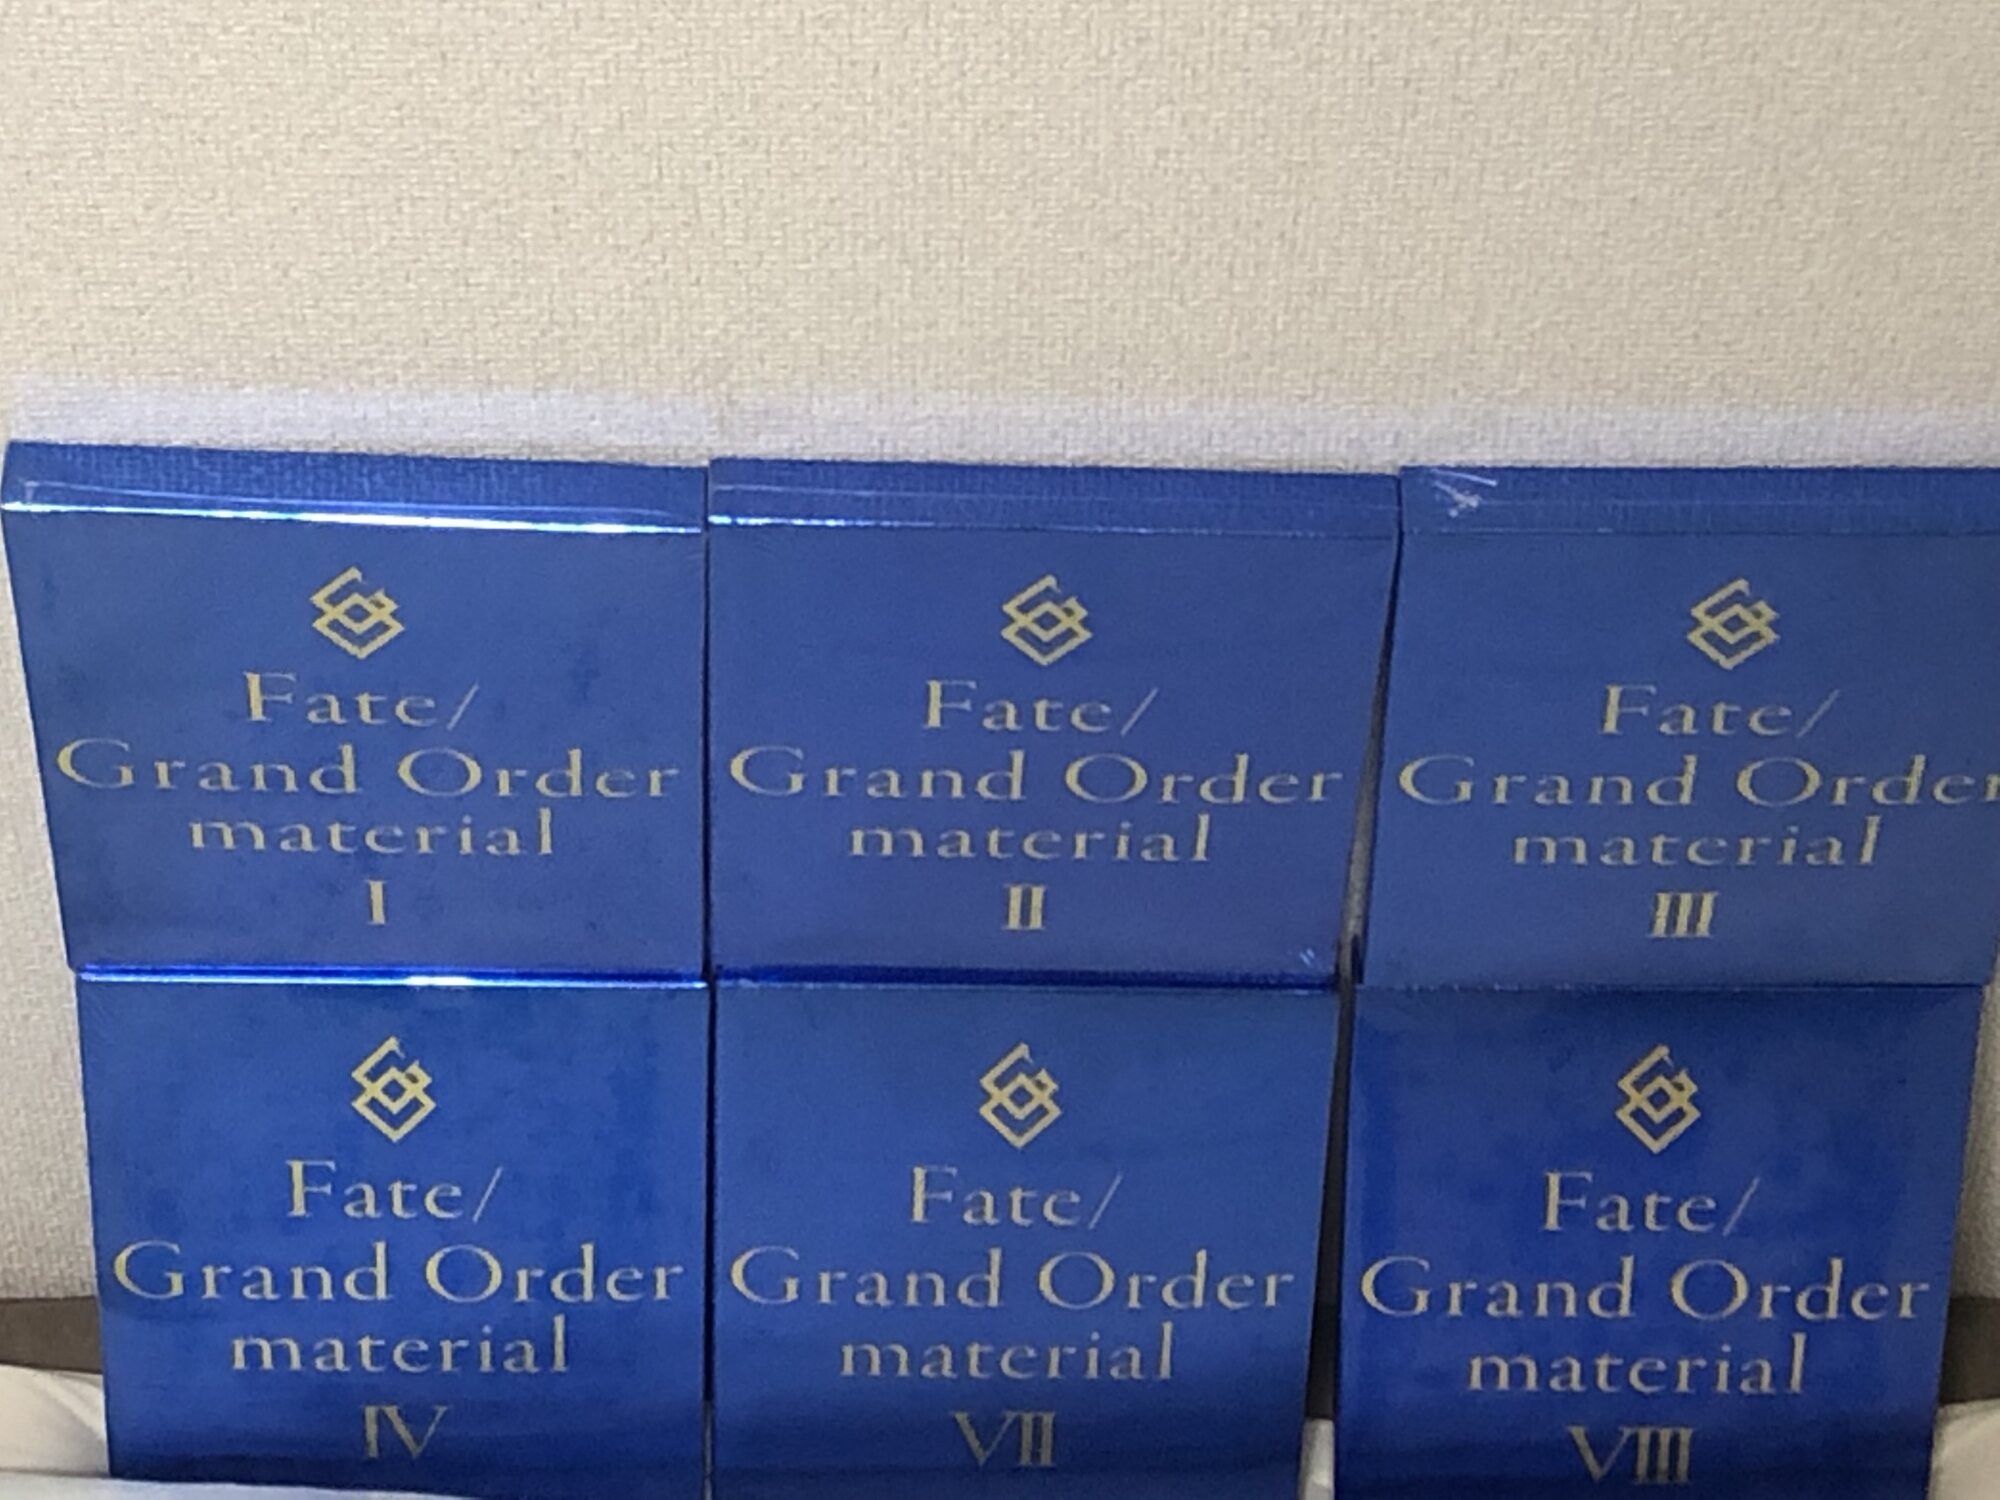 Fate/
Grand Order
material
I
Fate/
Grand Order
material
II
Fate/
Grand Order
material
III
Fate/
Grand Order
material
IV
Fate/
Grand Order
material
VII
Fate/
Grand Order
material
VIII